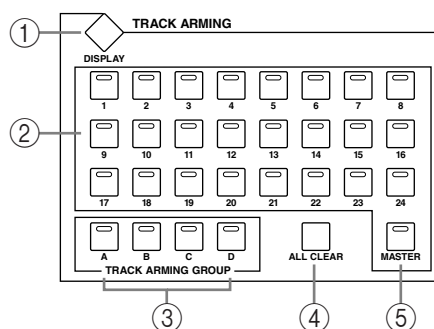 ① TRACK ARMING
DISPLAY
1 2 3 4 5 6 7 8
②
9 10 11 12 13 14 15 16
17 18 19 20 21 22 23 24
A B C D ALL CLEAR MASTER
TRACK ARMING GROUP
③ ④ ⑤